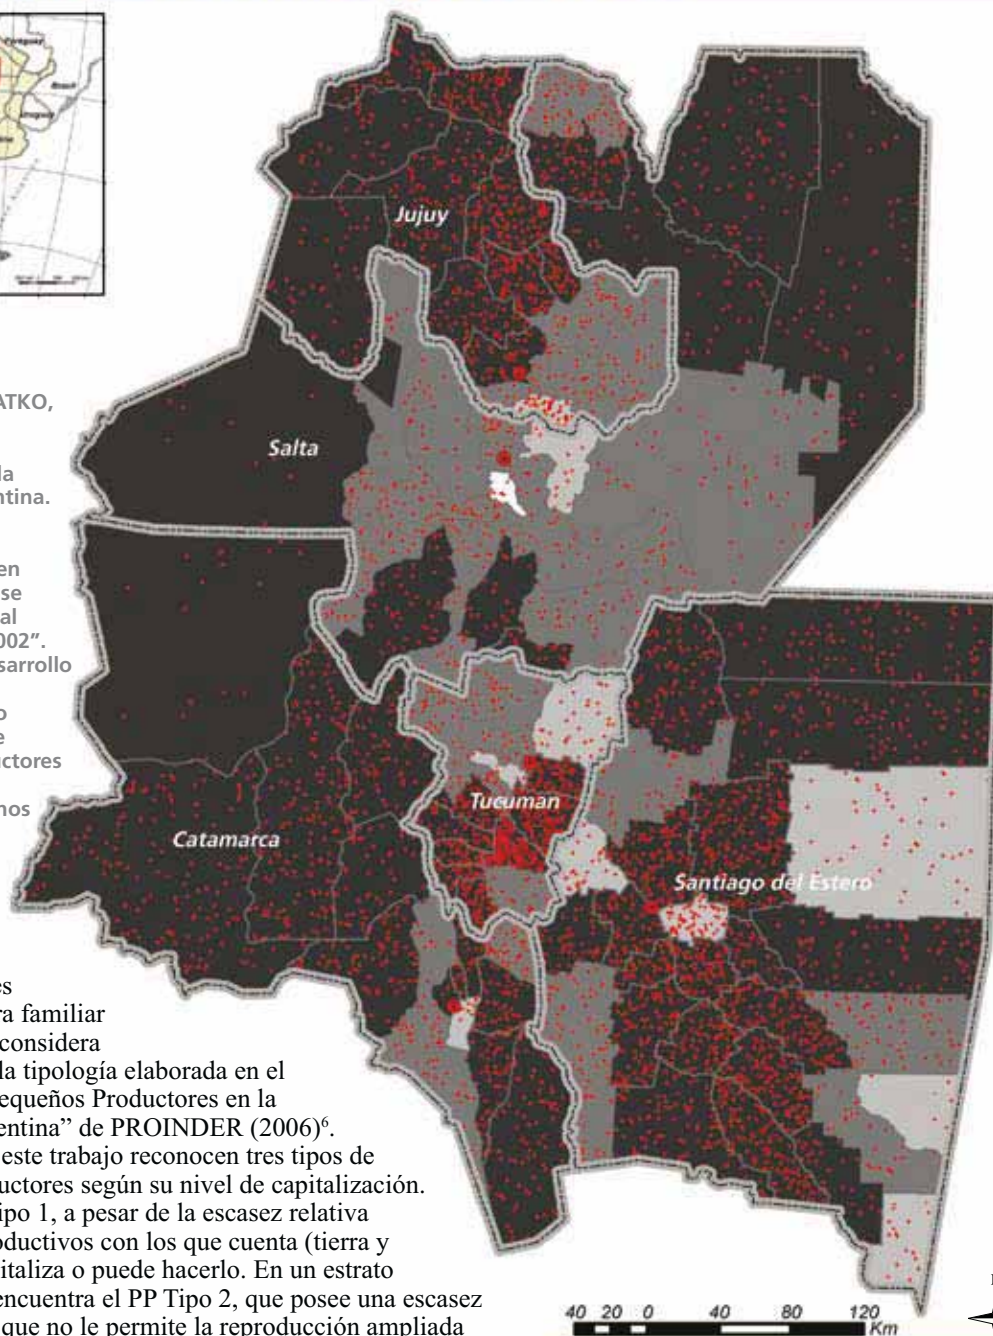 Paraguay
Brasil
Uruguay
Jujuy
Salta
Tucuman
Catamarca
Santiago del Estero
ATKO,
la
ntina.
en
se
al
002”.
sarrollo
o
e
uctores
nos
es
ra familiar
considera
la tipología elaborada en el
equeños Productores en la
entina” de PROINDER (2006)⁶.
este trabajo reconocen tres tipos de
uctores según su nivel de capitalización.
ipo 1, a pesar de la escasez relativa
oductivos con los que cuenta (tierra y
italiza o puede hacerlo. En un estrato
encuentra el PP Tipo 2, que posee una escasez
que no le permite la reproducción ampliada
40 20 0 40 80 120
Km